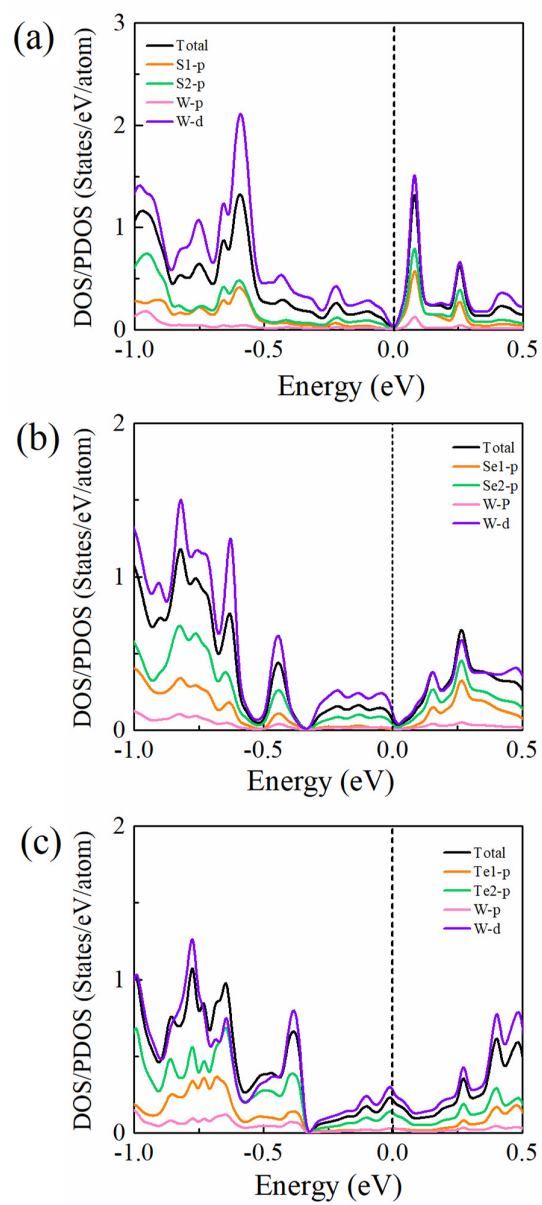 (a)
3
2
1
0
Total
S1-p
S2-p
W-p
W-d
DOS/PDOS (States/eV/atom)
-1.0 -0.5 0.0 0.5
Energy (eV)
(b)
2
1
0
Total
Se1-p
Se2-p
W-P
W-d
DOS/PDOS (States/eV/atom)
-1.0 -0.5 0.0 0.5
Energy (eV)
(c)
2
1
0
Total
Te1-p
Te2-p
W-p
W-d
DOS/PDOS (States/eV/atom)
-1.0 -0.5 0.0 0.5
Energy (eV)